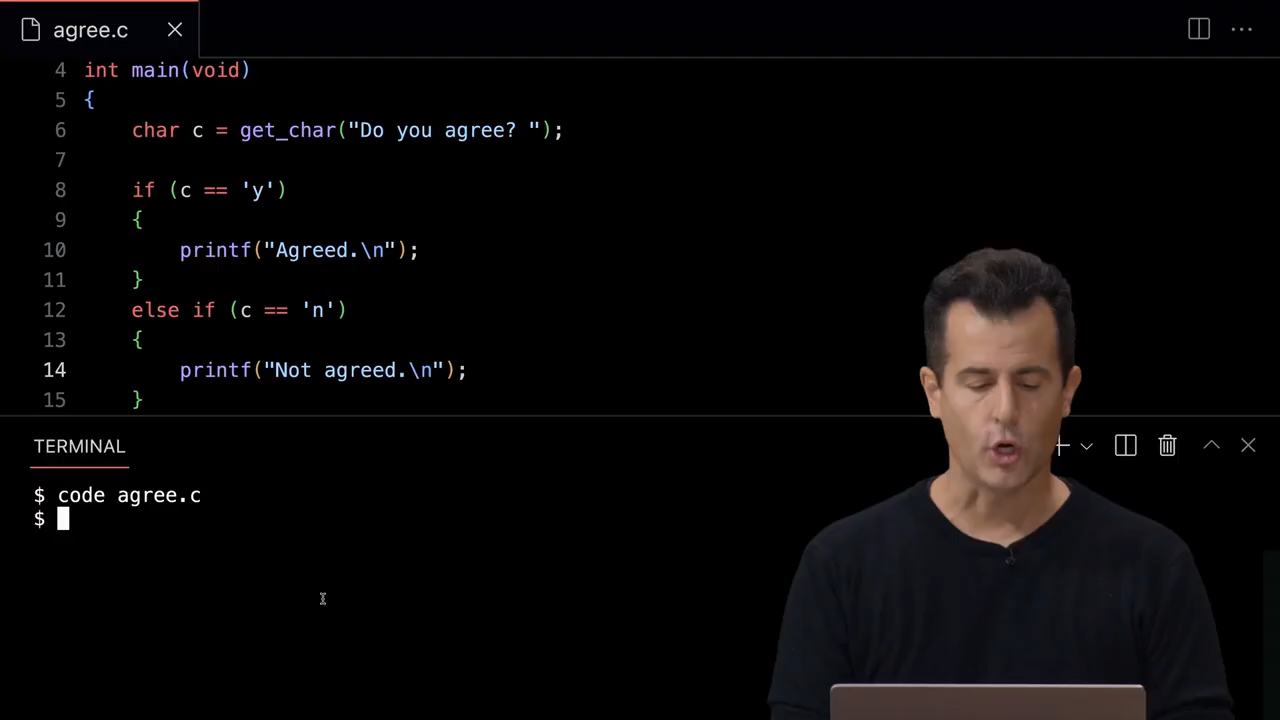 agree.c
4 int main(void)
5 {
6 char c = get_char("Do you agree? ");
7
8 if (c == 'y')
9 {
10 printf("Agreed.\n");
11 }
12 else if (c == 'n')
13 {
14 printf("Not agreed.\n");
15 }
TERMINAL
$ code agree.c
$